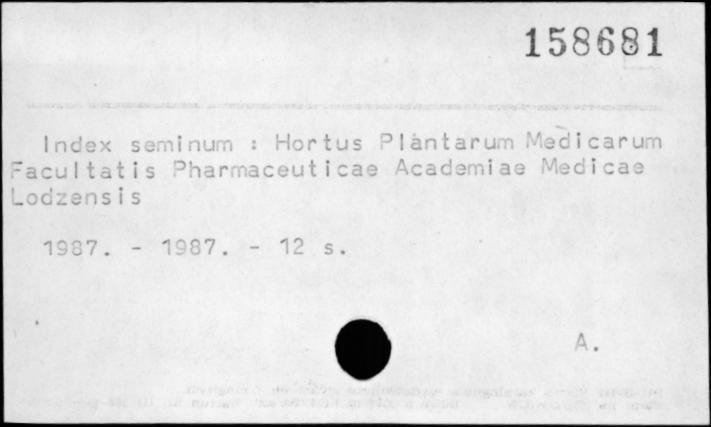 158681
Index seminum : Hortus Plantarum Medicarum
Facultatis Pharmaceuticae Academiae Medicae
Lodzensis
1987. - 1987. - 12 s.
A.